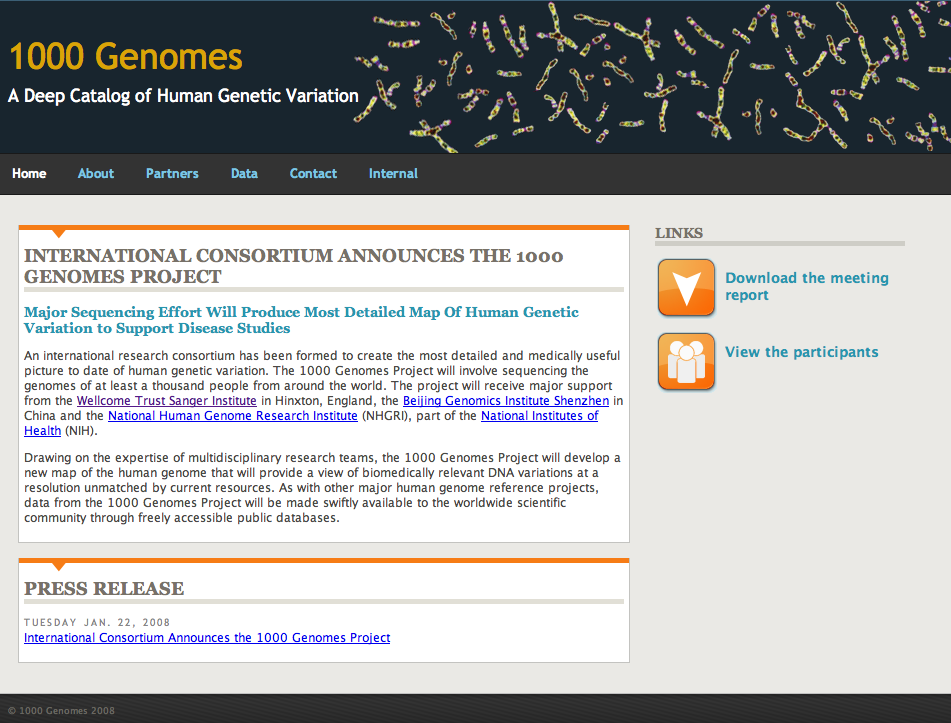 1000 Genomes
A Deep Catalog of Human Genetic Variation
Home About Partners Data Contact Internal
INTERNATIONAL CONSORTIUM ANNOUNCES THE 1000
GENOMES PROJECT
Major Sequencing Effort Will Produce Most Detailed Map Of Human Genetic
Variation to Support Disease Studies
An international research consortium has been formed to create the most detailed and medically useful
picture to date of human genetic variation. The 1000 Genomes Project will involve sequencing the
genomes of at least a thousand people from around the world. The project will receive major support
from the Wellcome Trust Sanger Institute in Hinxton, England, the Beijing Genomics Institute Shenzhen in
China and the National Human Genome Research Institute (NHGRI), part of the National Institutes of
Health (NIH).
Drawing on the expertise of multidisciplinary research teams, the 1000 Genomes Project will develop a
new map of the human genome that will provide a view of biomedically relevant DNA variations at a
resolution unmatched by current resources. As with other major human genome reference projects,
data from the 1000 Genomes Project will be made swiftly available to the worldwide scientific
community through freely accessible public databases.
PRESS RELEASE
TUESDAY JAN. 22, 2008
International Consortium Announces the 1000 Genomes Project
LINKS
Download the meeting
report
View the participants
© 1000 Genomes 2008